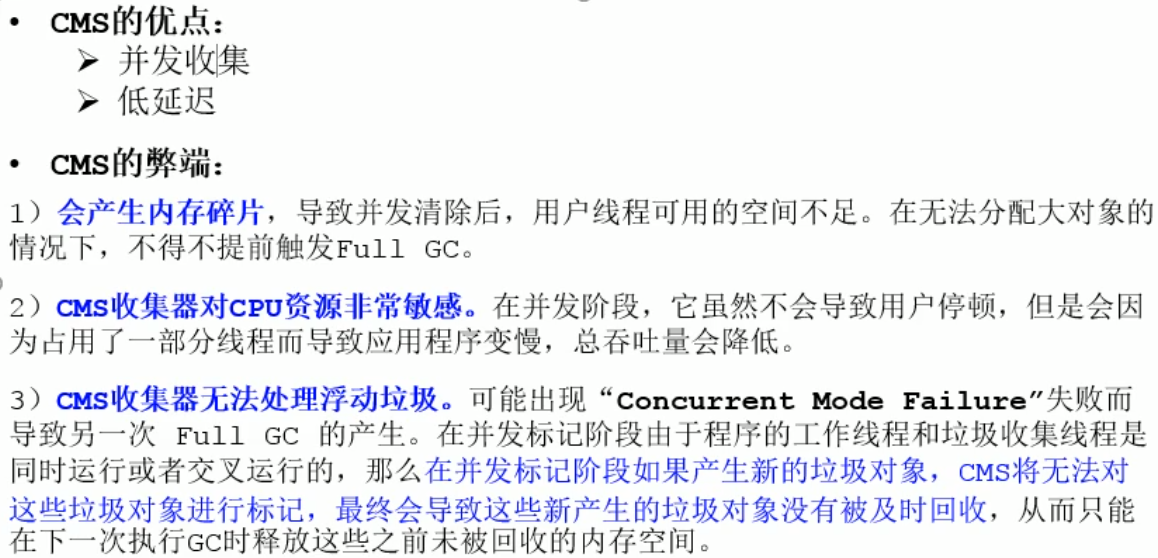 • CMS的优点：
➢ 并发收集
➢ 低延迟
• CMS的弊端：
1）会产生内存碎片，导致并发清除后，用户线程可用的空间不足。在无法分配大对象的
情况下，不得不提前触发Full GC。
2）CMS收集器对CPU资源非常敏感。在并发阶段，它虽然不会导致用户停顿，但是会因
为占用了一部分线程而导致应用程序变慢，总吞吐量会降低。
3）CMS收集器无法处理浮动垃圾。可能出现“Concurrent Mode Failure”失败而
导致另一次 Full GC 的产生。在并发标记阶段由于程序的工作线程和垃圾收集线程是
同时运行或者交叉运行的，那么在并发标记阶段如果产生新的垃圾对象，CMS将无法对
这些垃圾对象进行标记，最终会导致这些新产生的垃圾对象没有被及时回收，从而只能
在下一次执行GC时释放这些之前未被回收的内存空间。